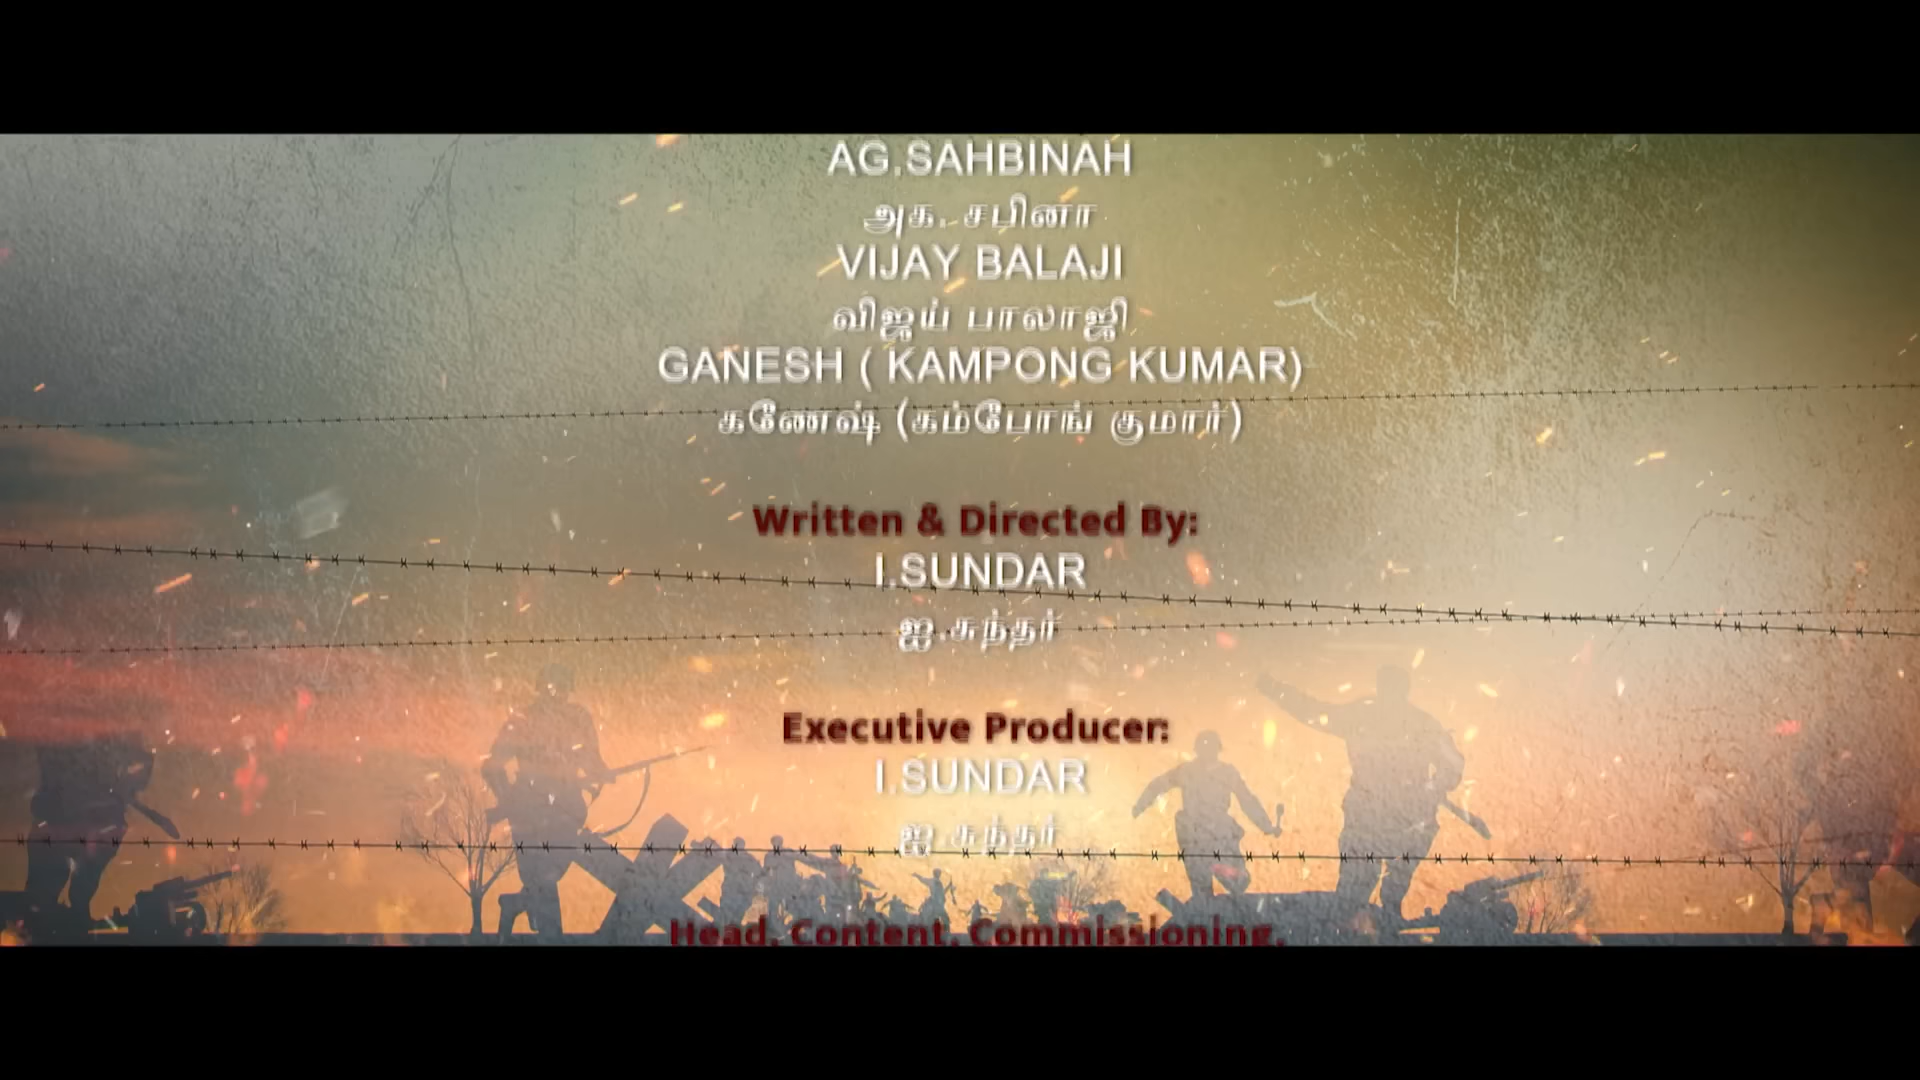 AG.SAHBINAH
அக. சபினா
VIJAY BALAJI
விஜய் பாலாஜி
GANESH ( KAMPONG KUMAR)
கணேஷ் (கம்போங் குமார்)
Written & Directed By:
I.SUNDAR
ஐ.சுந்தர்
Executive Producer:
I.SUNDAR
ஐ.சுந்தர்
Head, Content, Commissioning,